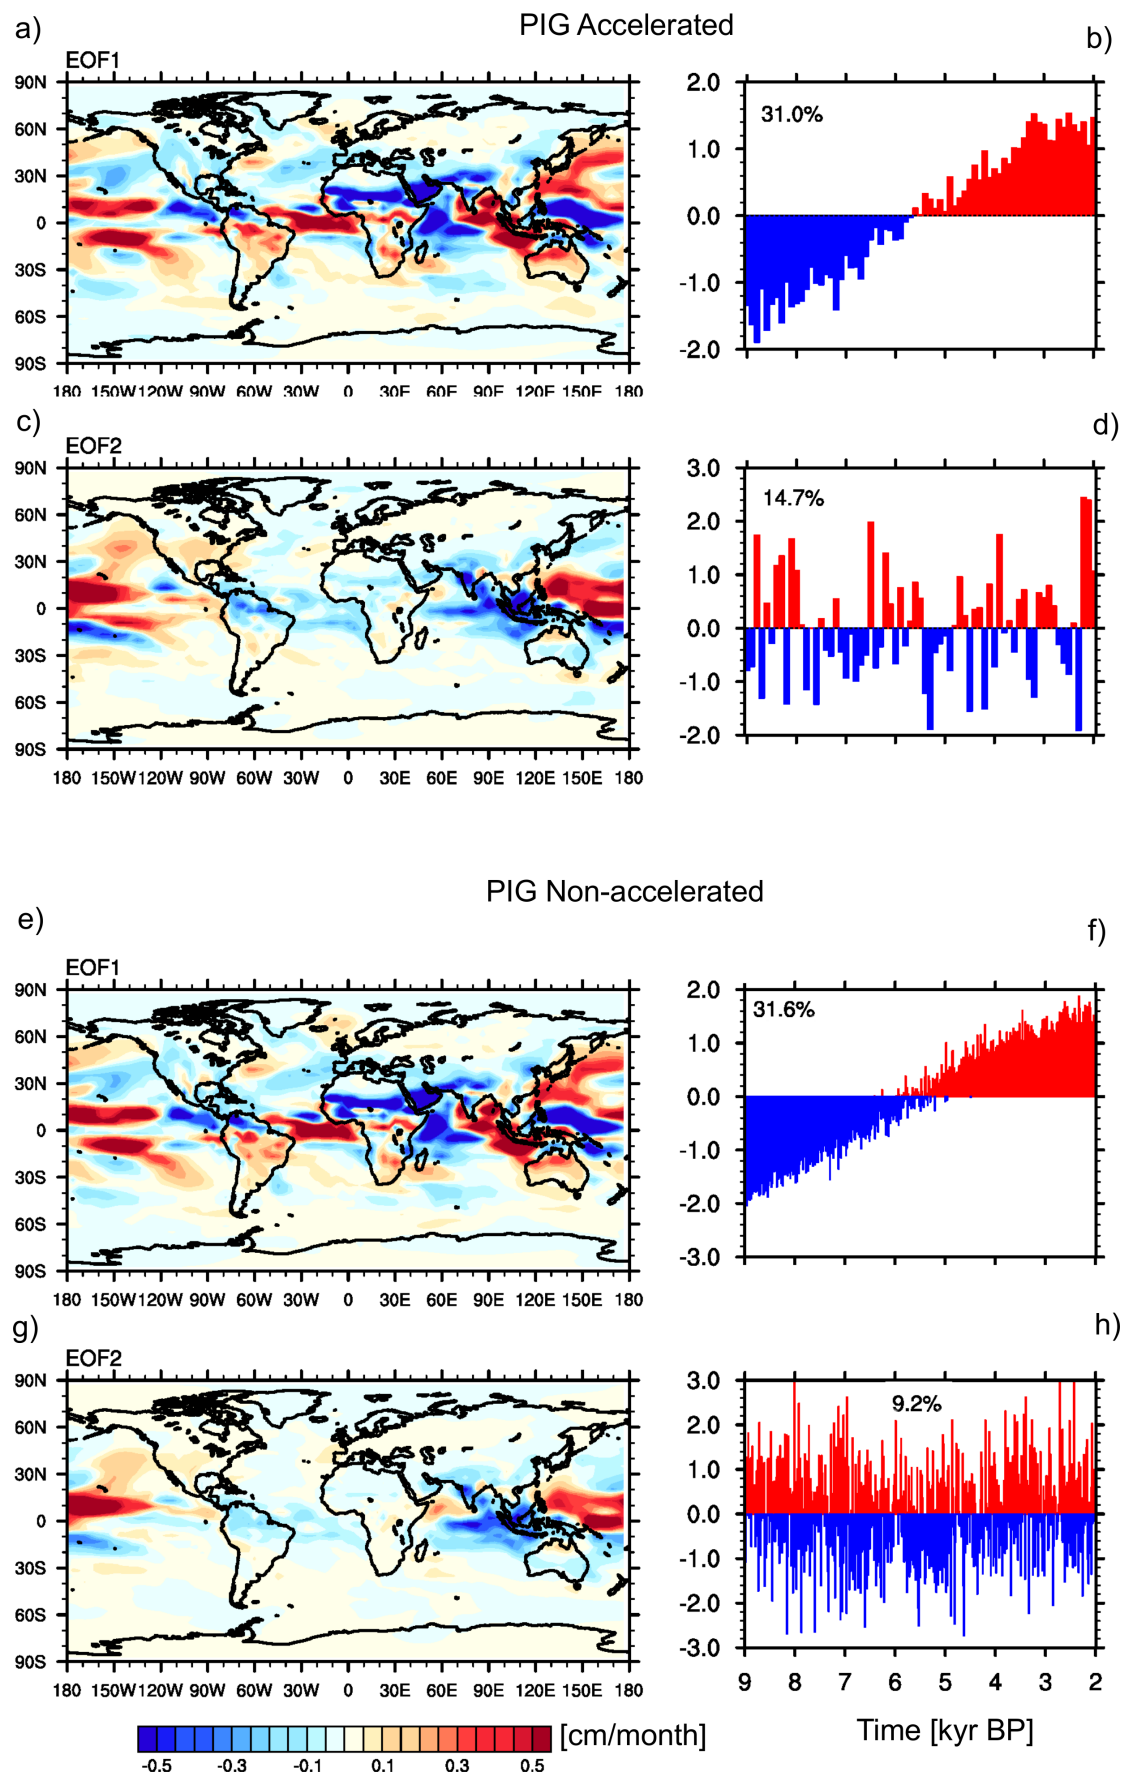 a)
PIG Accelerated
b)
EOF1
90N
60N
30N
0
30S
60S
90S
180 150W 120W 90W 60W 30W 0 30E 60E 90E 120E 150E 180
31.0%
2.0
1.0
0.0
-1.0
-2.0
c)
d)
EOF2
90N
60N
30N
0
30S
60S
90S
180 150W 120W 90W 60W 30W 0 30E 60E 90E 120E 150E 180
14.7%
3.0
2.0
1.0
0.0
-1.0
-2.0
PIG Non-accelerated
e)
f)
EOF1
90N
60N
30N
0
30S
60S
90S
180 150W 120W 90W 60W 30W 0 30E 60E 90E 120E 150E 180
31.6%
2.0
1.0
0.0
-1.0
-2.0
-3.0
g)
h)
EOF2
90N
60N
30N
0
30S
60S
90S
180 150W 120W 90W 60W 30W 0 30E 60E 90E 120E 150E 180
9.2%
3.0
2.0
1.0
0.0
-1.0
-2.0
-3.0
9 8 7 6 5 4 3 2
Time [kyr BP]
[cm/month]
-0.5 -0.3 -0.1 0.1 0.3 0.5